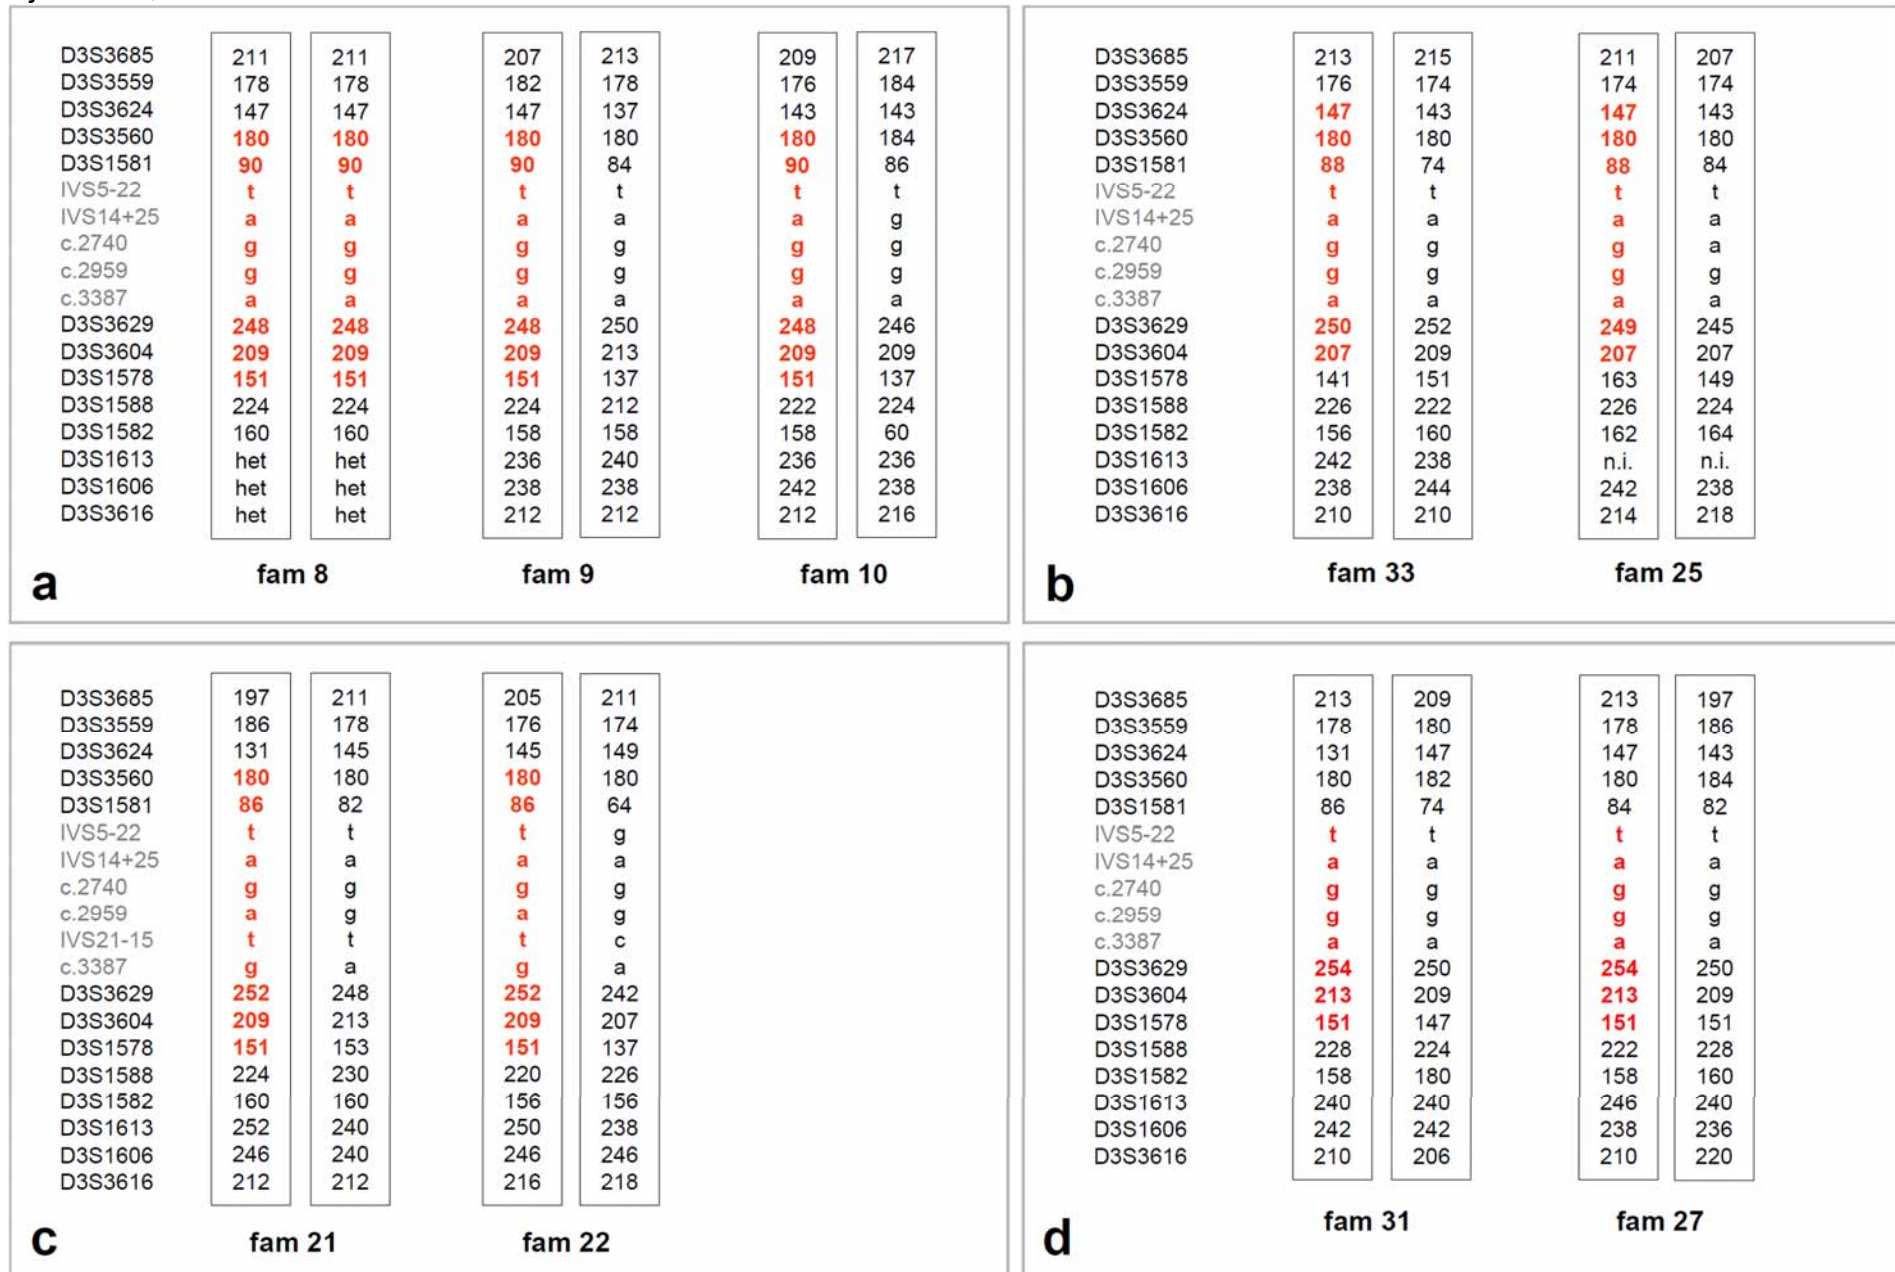 D3S3685 211 211 207 213 209 217
D3S3559 178 178 182 178 176 184
D3S3624 147 147 147 137 143 143
D3S3560 180 180 180 180 180 184
D3S1581 90 90 90 84 90 86
IVS5-22 t t t t t t
IVS14+25 a a a a a g
c.2740 g g g g g g
c.2959 g g g g g g
c.3387 a a a a a a
D3S3629 248 248 248 250 248 246
D3S3604 209 209 209 213 209 209
D3S1578 151 151 151 137 151 137
D3S1588 224 224 224 212 222 224
D3S1582 160 160 158 158 158 60
D3S1613 het het 236 240 236 236
D3S1606 het het 238 238 242 238
D3S3616 het het 212 212 212 216
a fam 8 fam 9 fam 10
D3S3685 213 215 211 207
D3S3559 176 174 174 174
D3S3624 147 143 147 143
D3S3560 180 180 180 180
D3S1581 88 74 88 84
IVS5-22 t t t t
IVS14+25 a a a a
c.2740 g g g a
c.2959 g g g g
c.3387 a a a a
D3S3629 250 252 249 245
D3S3604 207 209 207 207
D3S1578 141 151 163 149
D3S1588 226 222 226 224
D3S1582 156 160 162 164
D3S1613 242 238 n.i. n.i.
D3S1606 238 244 242 238
D3S3616 210 210 214 218
b fam 33 fam 25
D3S3685 197 211 205 211
D3S3559 186 178 176 174
D3S3624 131 145 145 149
D3S3560 180 180 180 180
D3S1581 86 82 86 64
IVS5-22 t t t g
IVS14+25 a a a a
c.2740 g g g g
c.2959 a g a g
IVS21-15 t t t c
c.3387 g a g a
D3S3629 252 248 252 242
D3S3604 209 213 209 207
D3S1578 151 153 151 137
D3S1588 224 230 220 226
D3S1582 160 160 156 156
D3S1613 252 240 250 238
D3S1606 246 240 246 246
D3S3616 212 212 216 218
c fam 21 fam 22
D3S3685 213 209 213 197
D3S3559 178 180 178 186
D3S3624 131 147 147 143
D3S3560 180 182 180 184
D3S1581 86 74 84 82
IVS5-22 t t t t
IVS14+25 a a a a
c.2740 g g g g
c.2959 g g g g
c.3387 a a a a
D3S3629 254 250 254 250
D3S3604 213 209 213 209
D3S1578 151 147 151 151
D3S1588 228 224 222 228
D3S1582 158 180 158 160
D3S1613 240 240 246 240
D3S1606 242 242 238 236
D3S3616 210 206 210 220
d fam 31 fam 27